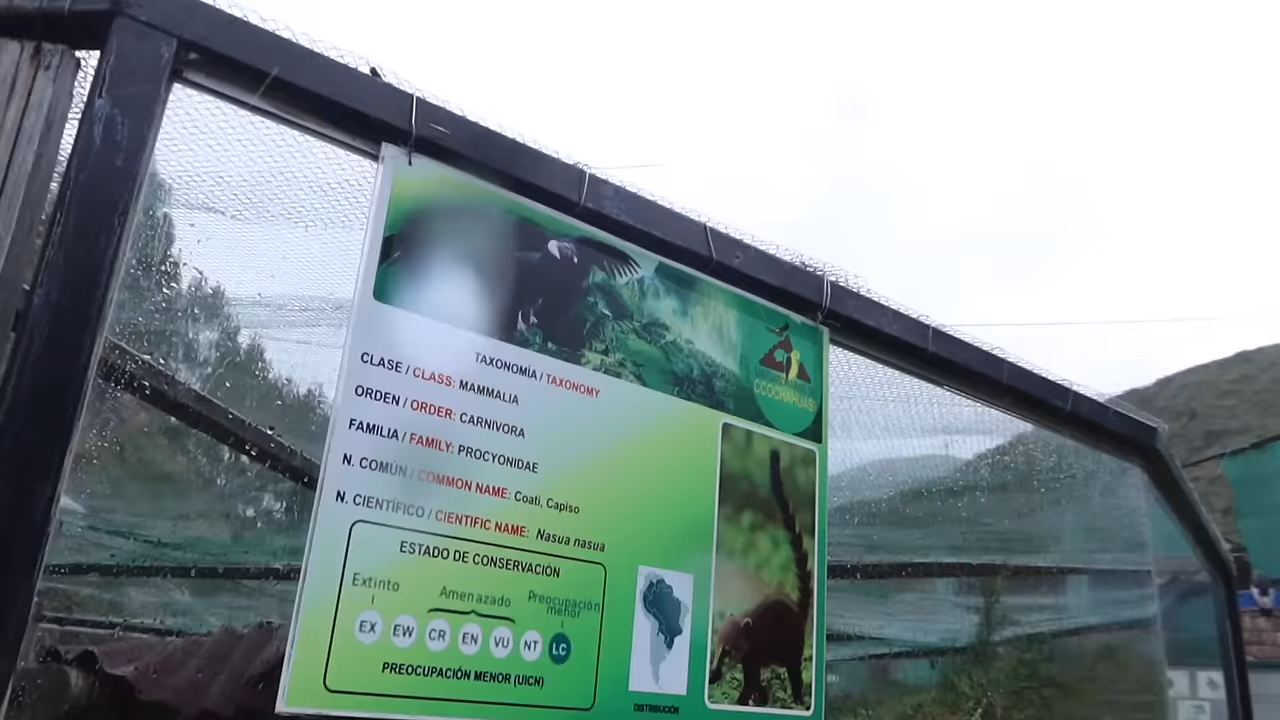 CCOCHAHUASI
TAXONOMÍA / TAXONOMY
CLASE / CLASS: MAMMALIA
ORDEN / ORDER: CARNIVORA
FAMILIA / FAMILY: PROCYONIDAE
N. COMÚN / COMMON NAME: Coati, Capiso
N. CIENTÍFICO / CIENTIFIC NAME: Nasua nasua
ESTADO DE CONSERVACIÓN
Extinto Amenazado Preocupación
menor
EX EW CR EN VU NT LC
PREOCUPACIÓN MENOR (UICN)
DISTRIBUCIÓN